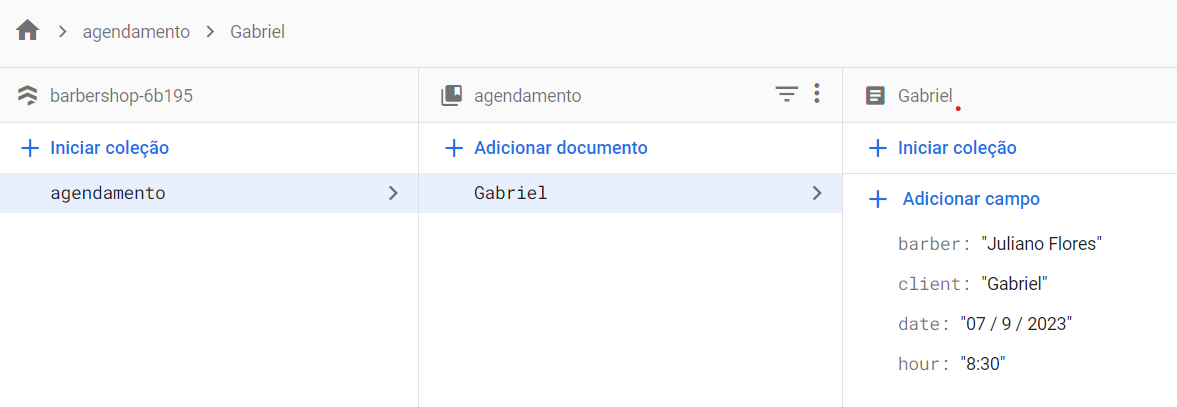 agendamento > Gabriel
barbershop-6b195
agendamento
Gabriel
Iniciar coleção
Adicionar documento
Iniciar coleção
agendamento
Gabriel
Adicionar campo
barber: "Juliano Flores"
client: "Gabriel"
date: "07 / 9 / 2023"
hour: "8:30"